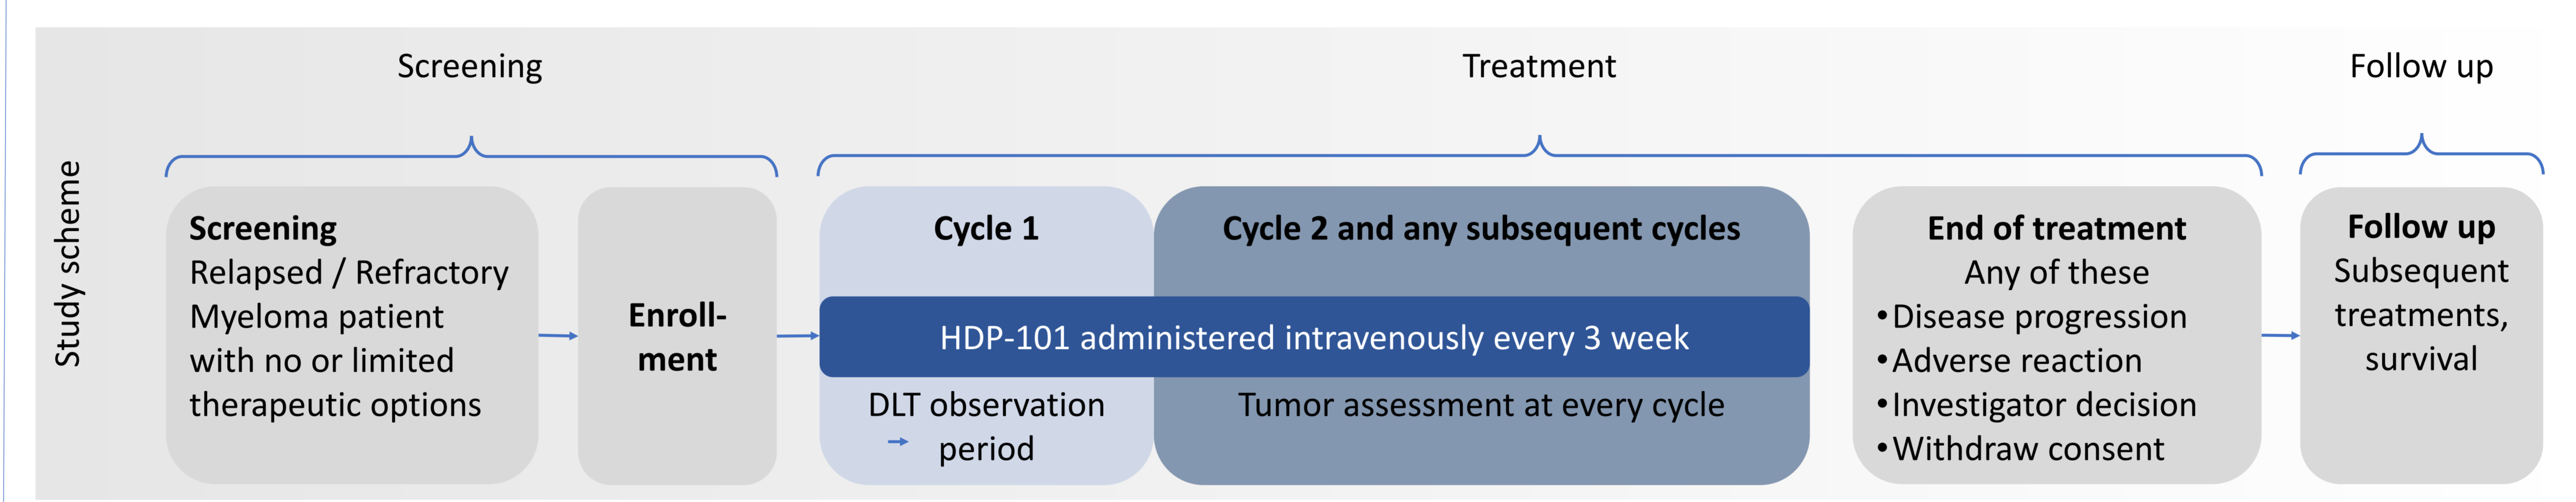 Screening
Treatment
Follow up
Study scheme
Screening
Relapsed / Refractory
Myeloma patient
with no or limited
therapeutic options
Enroll-
ment
Cycle 1
Cycle 2 and any subsequent cycles
HDP-101 administered intravenously every 3 week
DLT observation
period
Tumor assessment at every cycle
End of treatment
Any of these
•Disease progression
•Adverse reaction
•Investigator decision
•Withdraw consent
Follow up
Subsequent
treatments,
survival